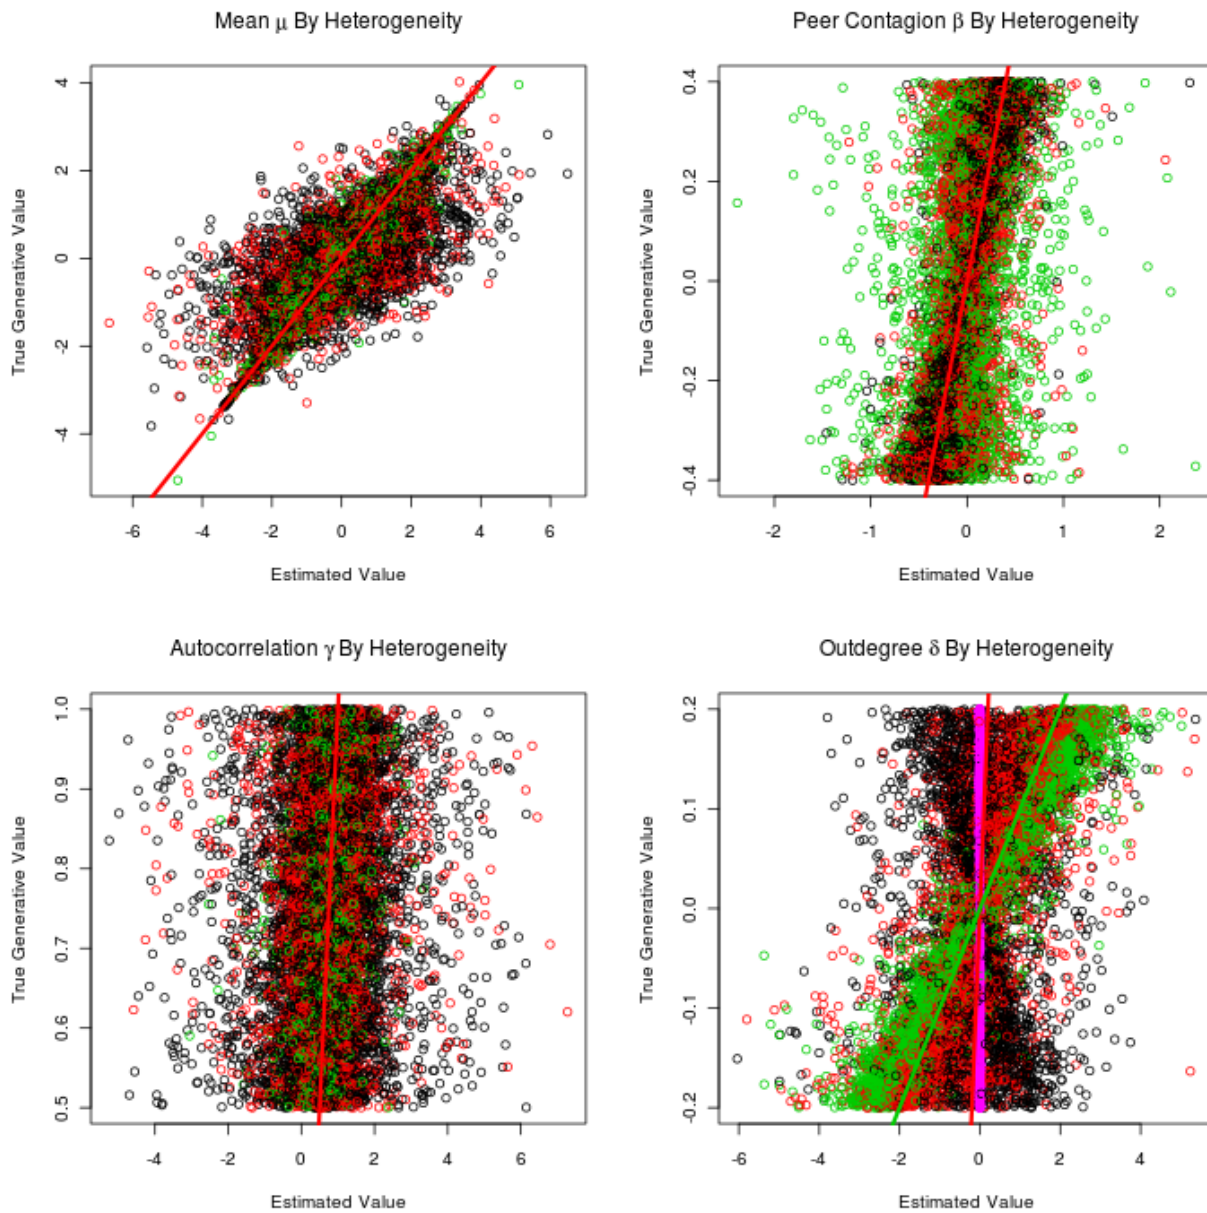 Mean μ By Heterogeneity
True Generative Value
4
2
0
-2
-4
-6 -4 -2 0 2 4 6
Estimated Value
Peer Contagion β By Heterogeneity
True Generative Value
0.4
0.2
0.0
-0.2
-0.4
-2 -1 0 1 2
Estimated Value
Autocorrelation γ By Heterogeneity
True Generative Value
1.0
0.9
0.8
0.7
0.6
0.5
-4 -2 0 2 4 6
Estimated Value
Outdegree δ By Heterogeneity
True Generative Value
0.2
0.1
0.0
-0.1
-0.2
-6 -4 -2 0 2 4
Estimated Value